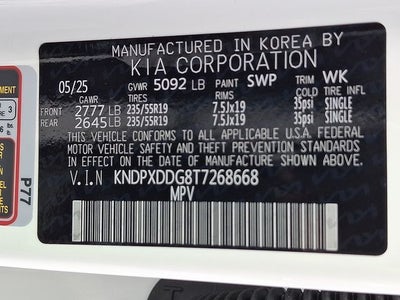 MANUFACTURED IN KOREA BY
KIA CORPORATION
05/25 GVWR 5092 LB PAINT SWP TRIM WK
GAWR TIRES RIMS COLD TIRE INFL
FRONT 2777 LB 235/55R19 7.5Jx19 35psi SINGLE
REAR 2645 LB 235/55R19 7.5Jx19 35psi SINGLE
THIS VEHICLE CONFORMS TO ALL APPLICABLE U.S.A. FEDERAL
MOTOR VEHICLE SAFETY AND THEFT PREVENTION STANDARDS
IN EFFECT ON THE DATE OF MANUFACTURE SHOWN ABOVE.
V.I.N KNDPXDDG8T7268668
MPV
P77
3